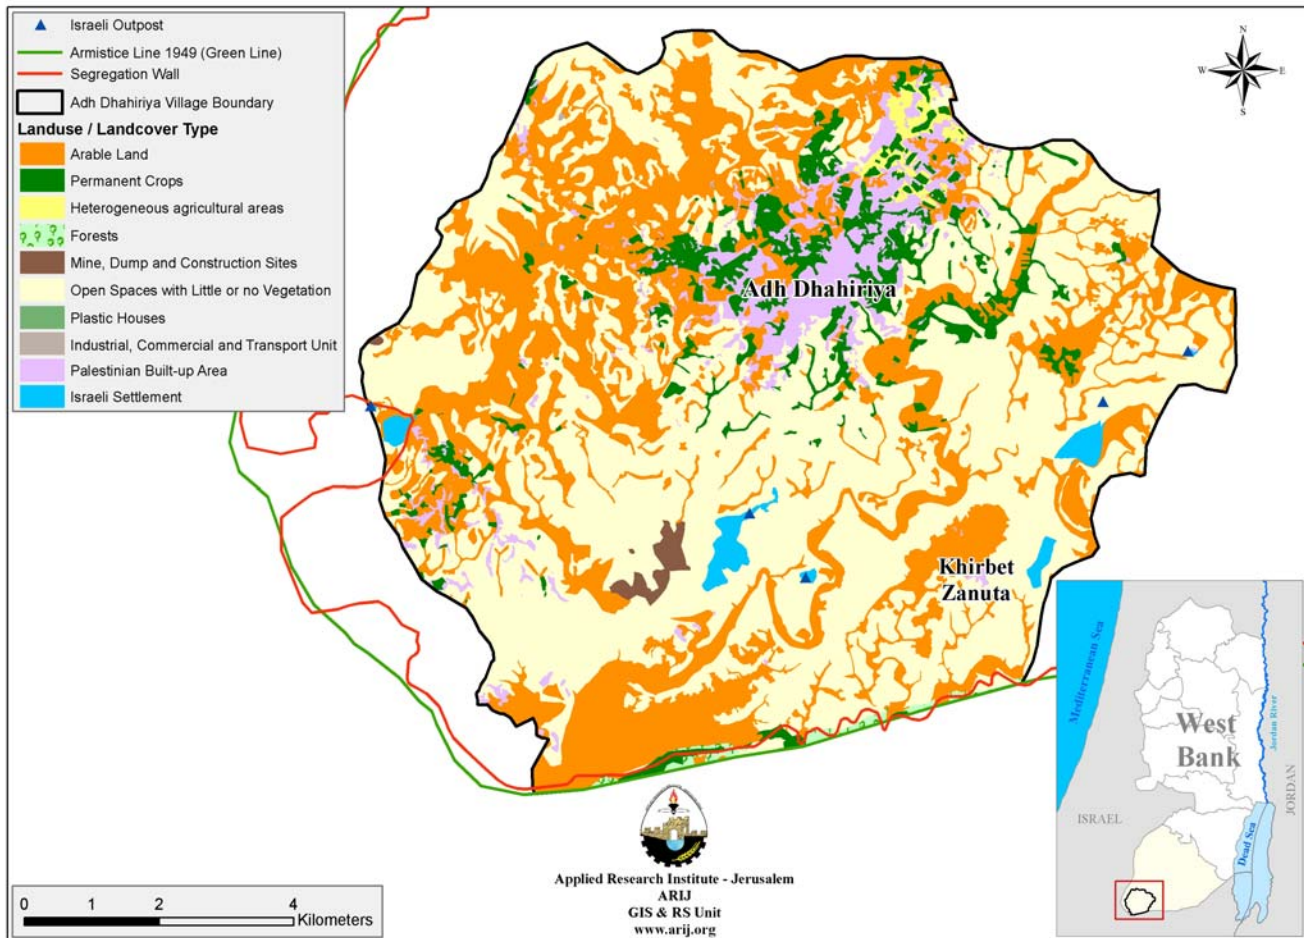 Israeli Outpost
Armistice Line 1949 (Green Line)
Segregation Wall
Adh Dhahiriya Village Boundary
Landuse / Landcover Type
Arable Land
Permanent Crops
Heterogeneous agricultural areas
Forests
Mine, Dump and Construction Sites
Open Spaces with Little or no Vegetation
Plastic Houses
Industrial, Commercial and Transport Unit
Palestinian Built-up Area
Israeli Settlement
N
W
E
S
Adh Dhahiriya
Khirbet
Zanuta
Mediterranean Sea
West
Bank
Jordan River
JORDAN
ISRAEL
Dead Sea
Applied Research Institute - Jerusalem
ARIJ
GIS & RS Unit
www.arij.org
0 1 2 4
Kilometers